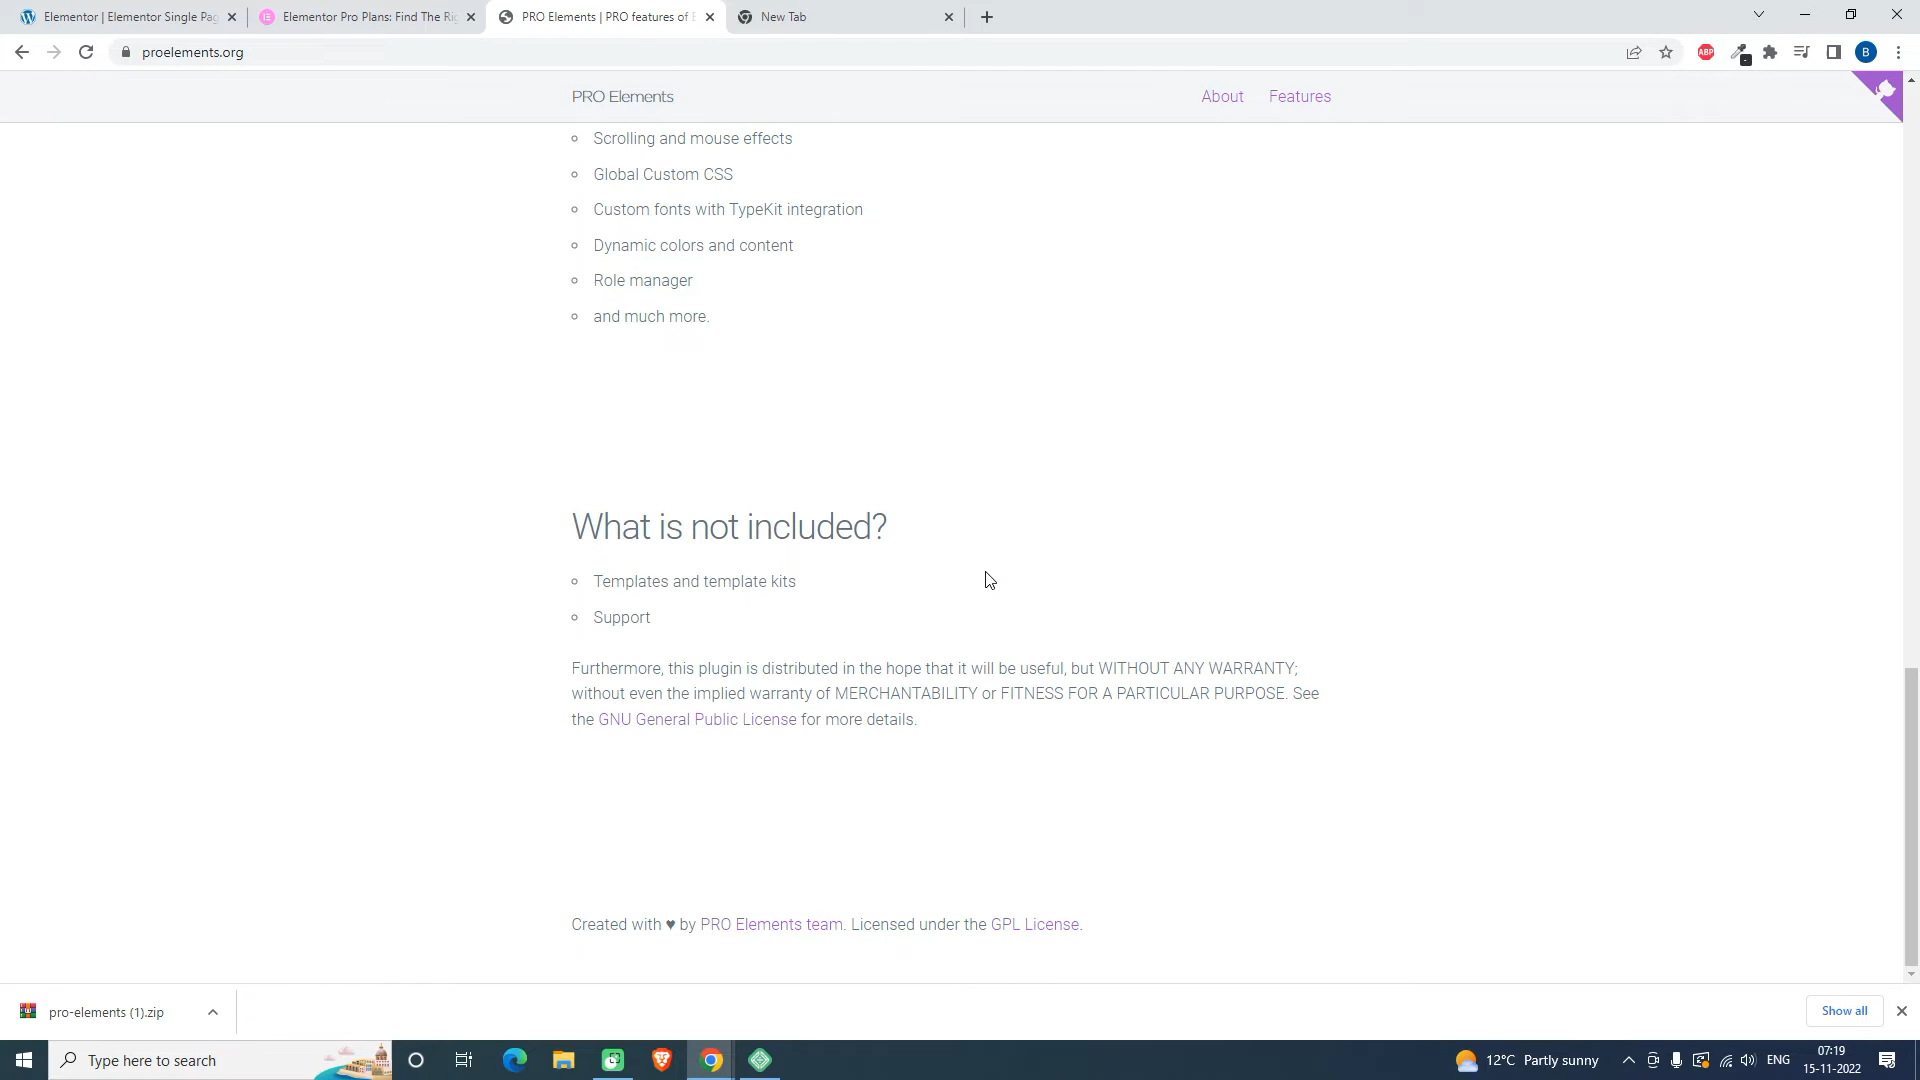 Elementor | Elementor Single Pag
Elementor Pro Plans: Find The Ri
PRO Elements | PRO features of E
New Tab
proelements.org
ABP
B
PRO Elements
About
Features
Scrolling and mouse effects
Global Custom CSS
Custom fonts with TypeKit integration
Dynamic colors and content
Role manager
and much more.
What is not included?
Templates and template kits
Support
Furthermore, this plugin is distributed in the hope that it will be useful, but WITHOUT ANY WARRANTY;
without even the implied warranty of MERCHANTABILITY or FITNESS FOR A PARTICULAR PURPOSE. See
the GNU General Public License for more details.
Created with ♥ by PRO Elements team. Licensed under the GPL License.
pro-elements (1).zip
Show all
Type here to search
12°C Partly sunny
ENG
07:19
15-11-2022